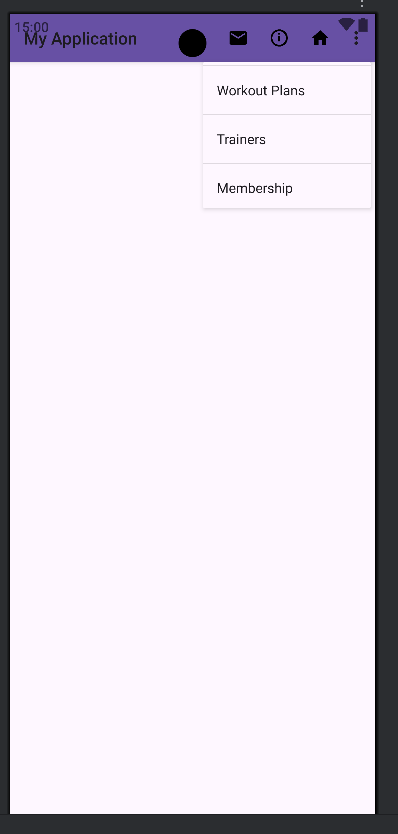 15:00
My Application
Workout Plans
Trainers
Membership